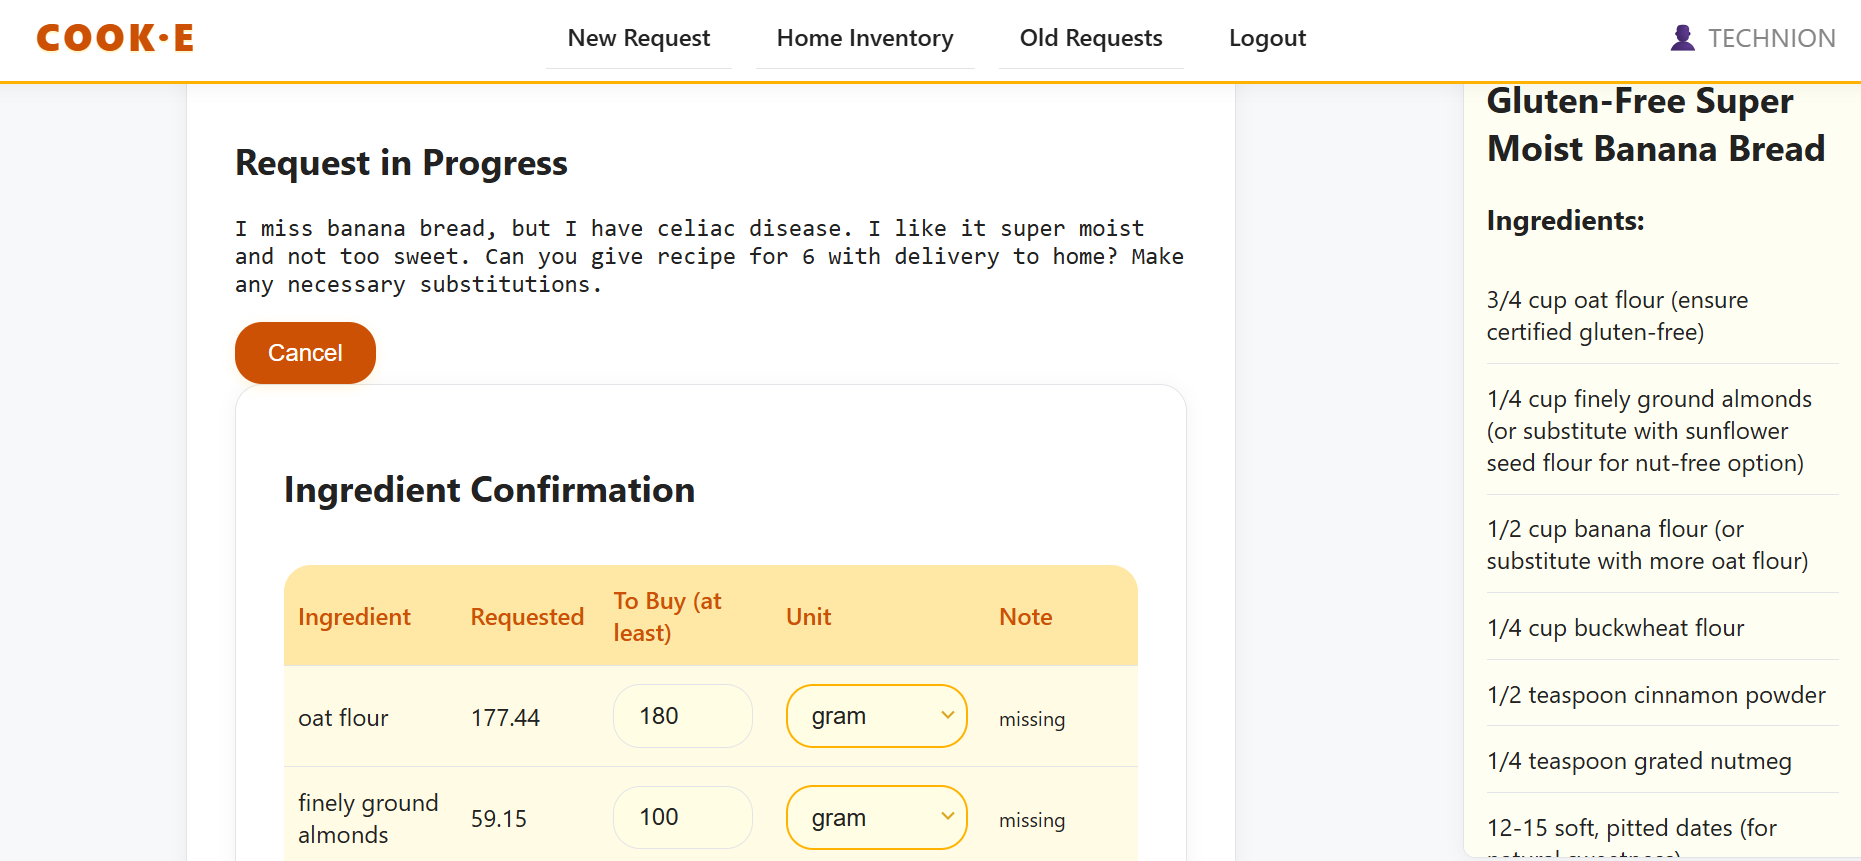 COOK·E
New Request
Home Inventory
Old Requests
Logout
TECHNION
Request in Progress
I miss banana bread, but I have celiac disease. I like it super moist
and not too sweet. Can you give recipe for 6 with delivery to home? Make
any necessary substitutions.
Cancel
Ingredient Confirmation
Ingredient
Requested
To Buy (at
least)
Unit
Note
oat flour
177.44
180
gram
missing
finely ground
almonds
59.15
100
gram
missing
Gluten-Free Super
Moist Banana Bread
Ingredients:
3/4 cup oat flour (ensure
certified gluten-free)
1/4 cup finely ground almonds
(or substitute with sunflower
seed flour for nut-free option)
1/2 cup banana flour (or
substitute with more oat flour)
1/4 cup buckwheat flour
1/2 teaspoon cinnamon powder
1/4 teaspoon grated nutmeg
12-15 soft, pitted dates (for
natural sweetness)